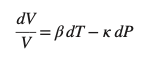 dV/V = β dT − κ dP